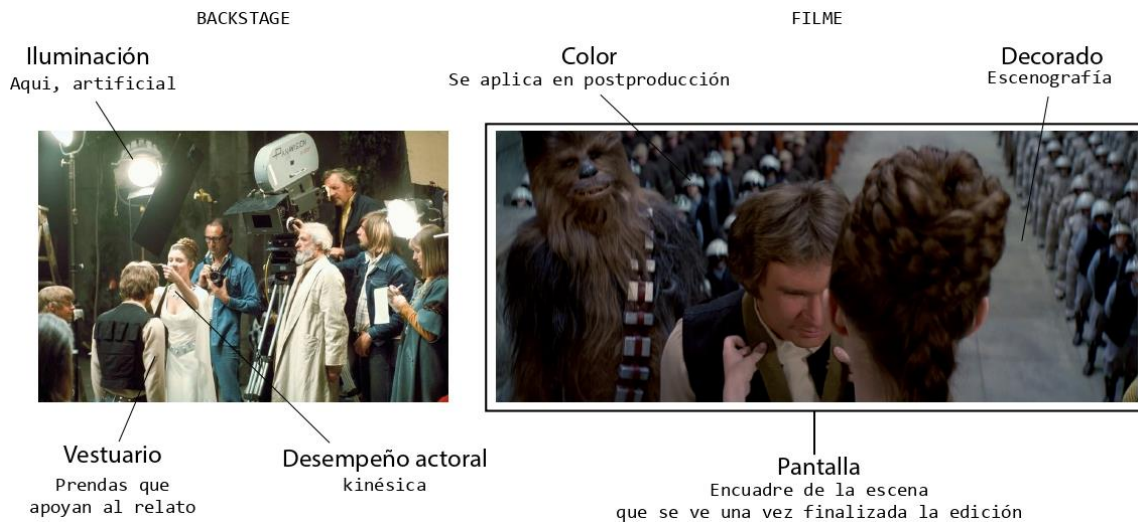 BACKSTAGE
Iluminación
Aqui, artificial
Vestuario
Prendas que
apoyan al relato
Desempeño actoral
kinésica
FILME
Color
Se aplica en postproducción
Decorado
Escenografía
Pantalla
Encuadre de la escena
que se ve una vez finalizada la edición